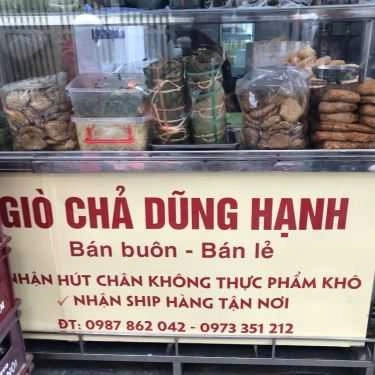 GIÒ CHẢ DŨNG HẠNH
Bán buôn - Bán lẻ
NHẬN HÚT CHÂN KHÔNG THỰC PHẨM KHÔ
✓ NHẬN SHIP HÀNG TẬN NƠI
ĐT: 0987 862 042 - 0973 351 212